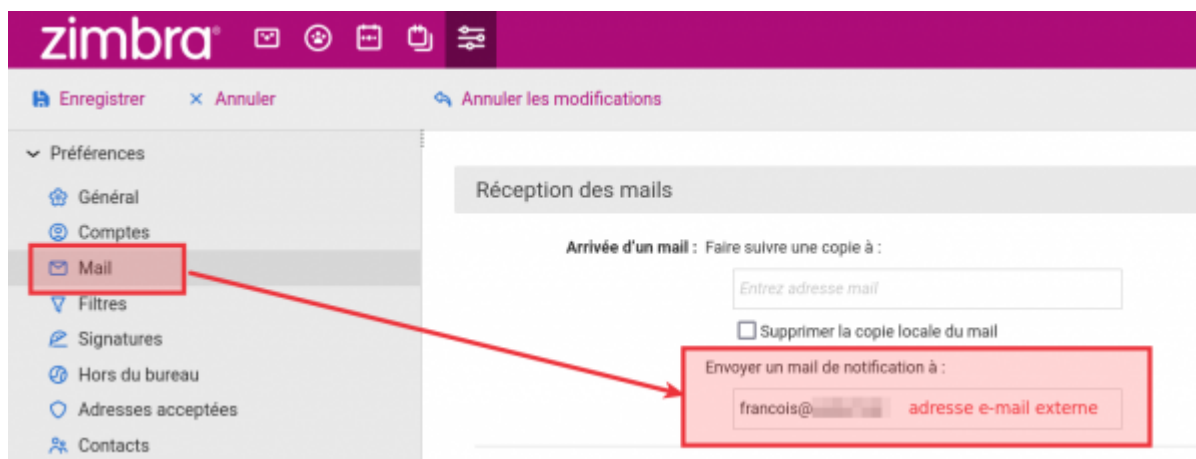 zimbra
Enregistrer Annuler Annuler les modifications
Préférences
Général
Comptes
Mail
Filtres
Signatures
Hors du bureau
Adresses acceptées
Contacts
Réception des mails
Arrivée d'un mail : Faire suivre une copie à :
Entrez adresse mail
Supprimer la copie locale du mail
Envoyer un mail de notification à :
francois@ adresse e-mail externe